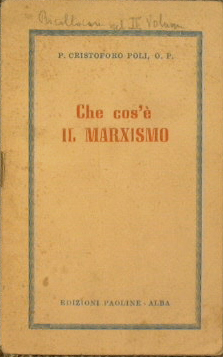 P. CRISTOFORO POLI, O. P.
Che cos'è
IL MARXISMO
EDIZIONI PAOLINE - ALBA